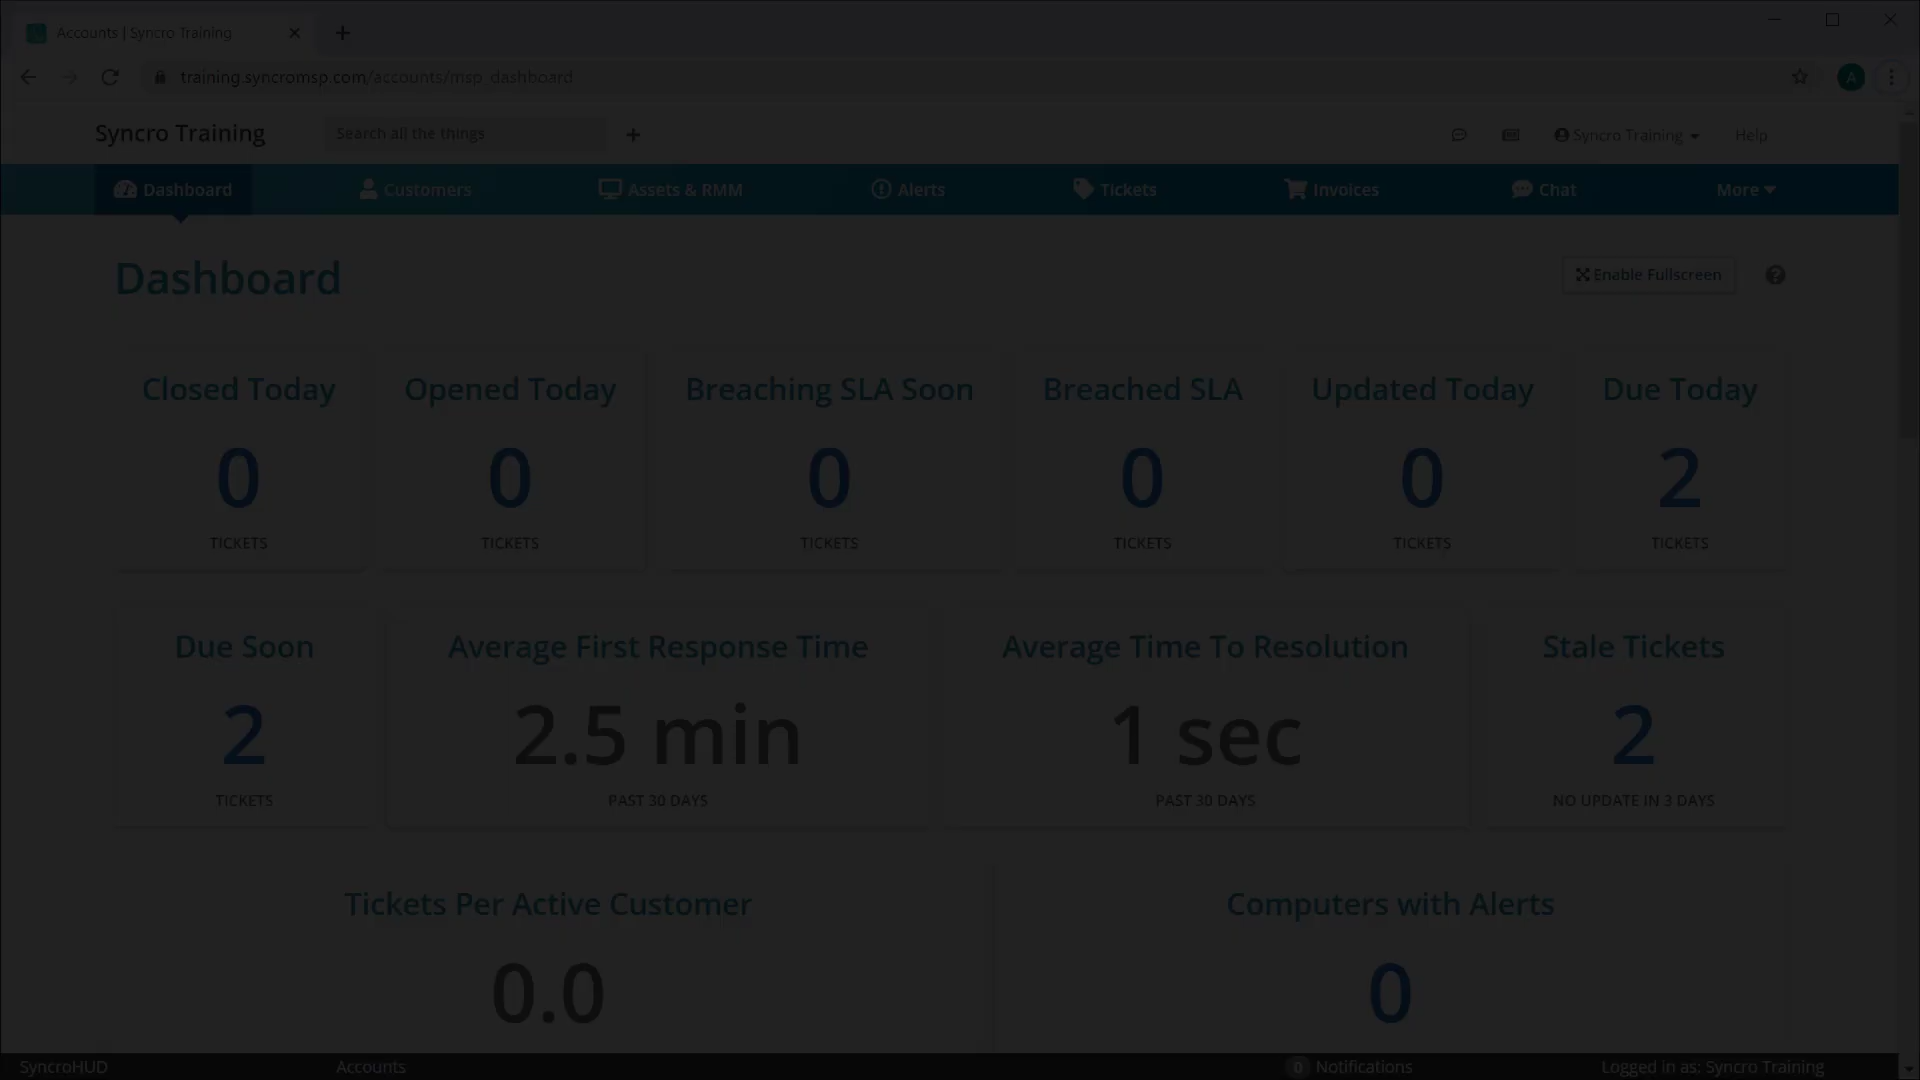 Accounts | Syncro Training
training.syncromsp.com/accounts/msp_dashboard
A
Syncro Training
Search all the things
Syncro Training
Help
Dashboard
Customers
Assets & RMM
Alerts
Tickets
Invoices
Chat
More
Dashboard
Enable Fullscreen
Closed Today
Opened Today
Breaching SLA Soon
Breached SLA
Updated Today
Due Today
0
0
0
0
0
2
TICKETS
TICKETS
TICKETS
TICKETS
TICKETS
TICKETS
Due Soon
Average First Response Time
Average Time To Resolution
Stale Tickets
2
2.5 min
1 sec
2
TICKETS
PAST 30 DAYS
PAST 30 DAYS
NO UPDATE IN 3 DAYS
Tickets Per Active Customer
Computers with Alerts
0.0
0
SyncroHUD
Accounts
0 Notifications
Logged in as: Syncro Training